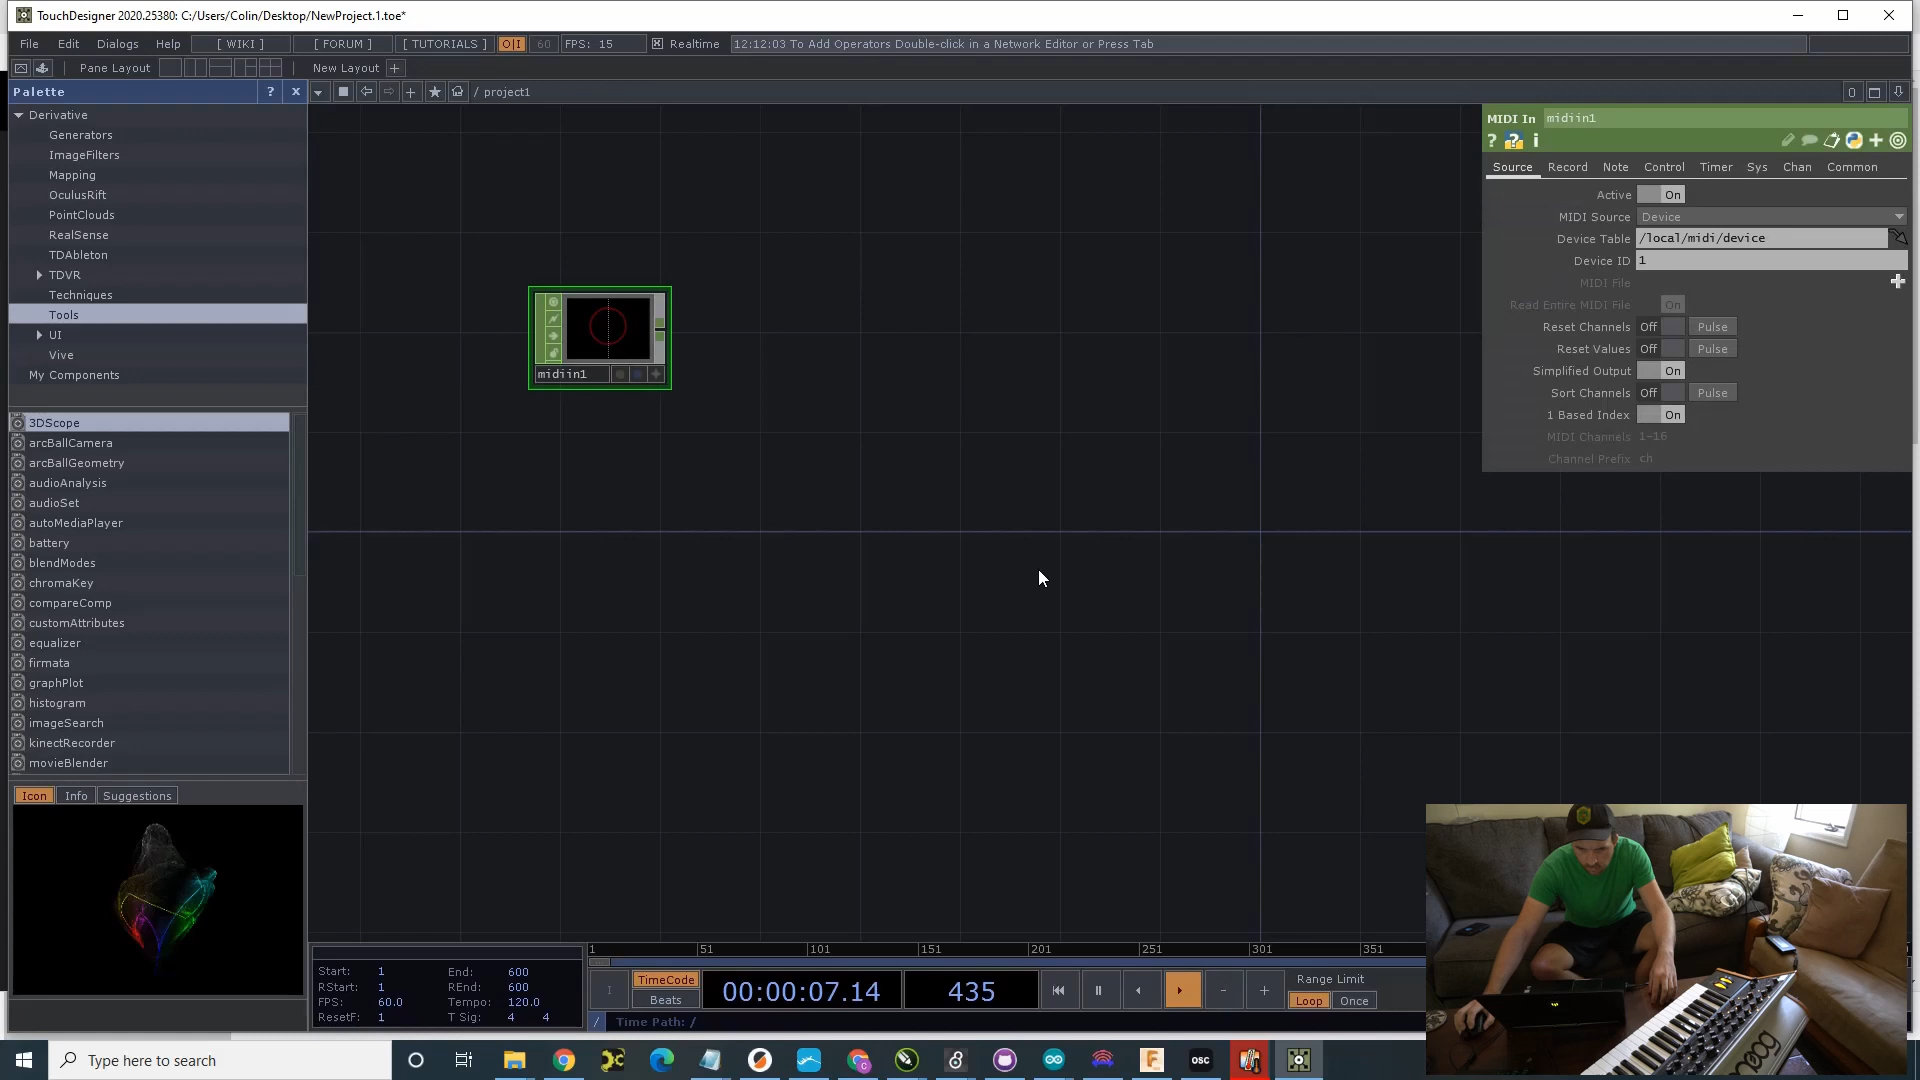 TouchDesigner 2020.25380: C:/Users/Colin/Desktop/NewProject.1.toe*
File Edit Dialogs Help [ WIKI ] [ FORUM ] [ TUTORIALS ] O|I 60 FPS: 15 Realtime 12:12:03 To Add Operators Double-click in a Network Editor or Press Tab
Pane Layout New Layout +
Palette ? x / project1 0
Derivative
Generators
ImageFilters
Mapping
OculusRift
PointClouds
RealSense
TDAbleton
TDVR
Techniques
Tools
UI
Vive
My Components
3DScope
arcBallCamera
arcBallGeometry
audioAnalysis
audioSet
autoMediaPlayer
battery
blendModes
chromaKey
compareComp
customAttributes
equalizer
firmata
graphPlot
histogram
imageSearch
kinectRecorder
movieBlender
Icon Info Suggestions
midiin1
MIDI In midiin1
? ? i
Source Record Note Control Timer Sys Chan Common
Active On
MIDI Source Device
Device Table /local/midi/device
Device ID 1
MIDI File
Read Entire MIDI File On
Reset Channels Off Pulse
Reset Values Off Pulse
Simplified Output On
Sort Channels Off Pulse
1 Based Index On
MIDI Channels 1-16
Channel Prefix ch
1 51 101 151 201 251 301 351
Start: 1 End: 600
RStart: 1 REnd: 600
FPS: 60.0 Tempo: 120.0
ResetF: 1 T Sig: 4 4
TimeCode
Beats
00:00:07.14 435
Range Limit
Loop Once
/ Time Path: /
moog
Type here to search
OSC